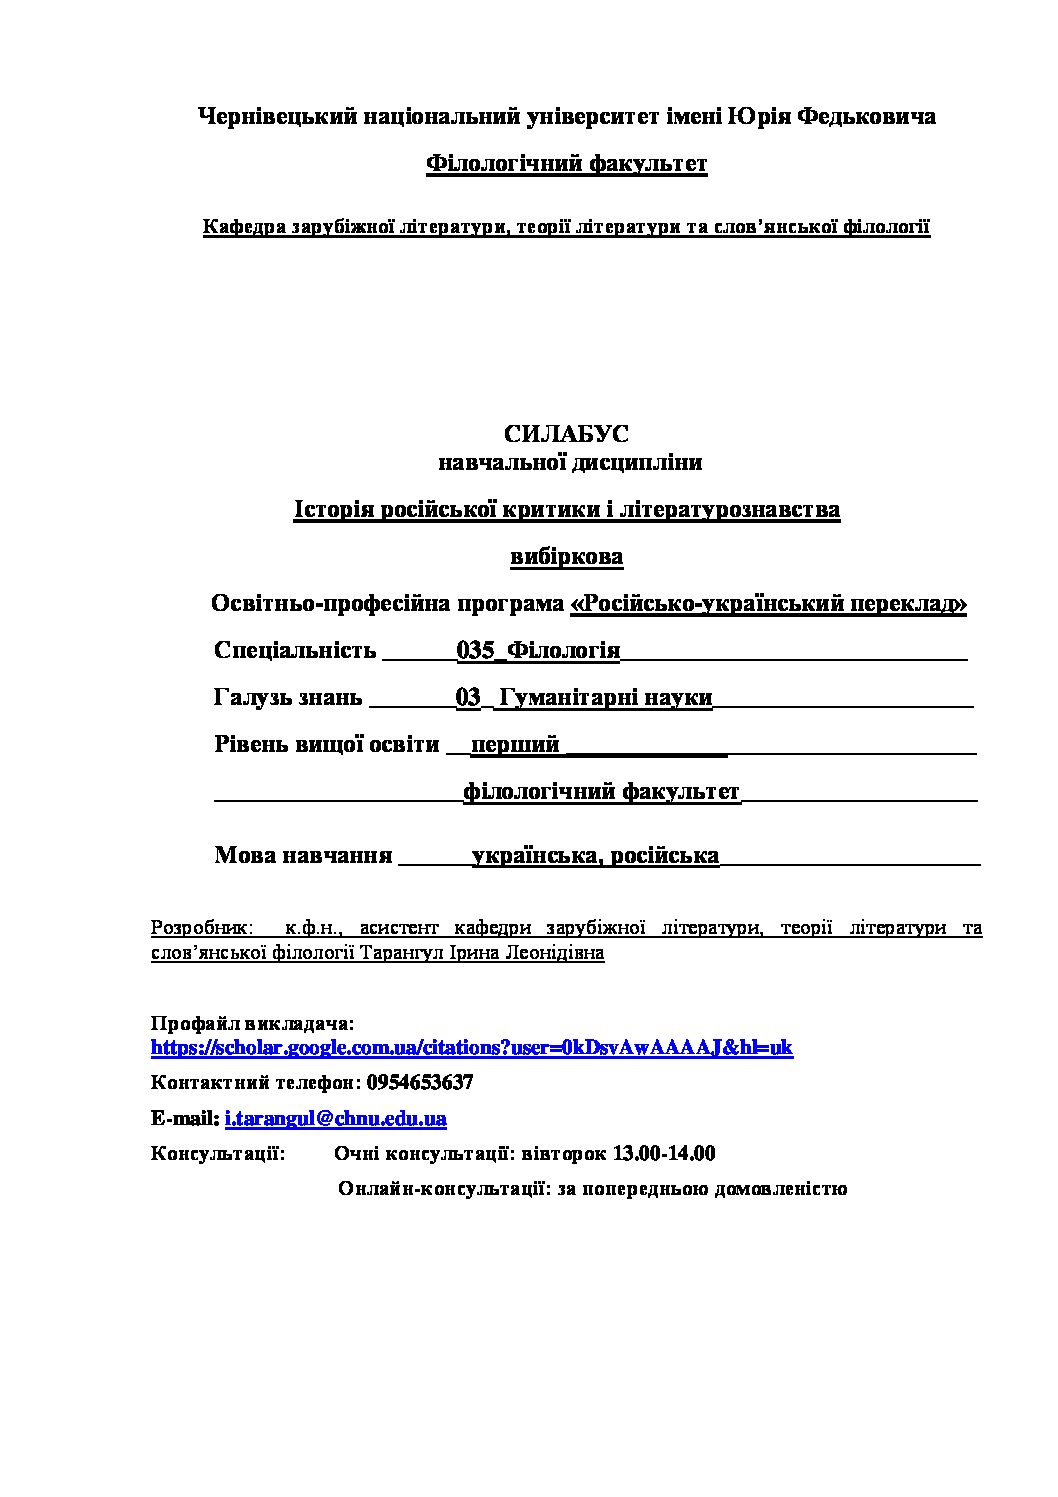 Чернівецький національний університет імені Юрія Федьковича
Філологічний факультет
Кафедра зарубіжної літератури, теорії літератури та слов’янської філології
СИЛАБУС
навчальної дисципліни
Історія російської критики і літературознавства
вибіркова
Освітньо-професійна програма «Російсько-український переклад»
Спеціальність ______035_Філологія____________________________
Галузь знань _______03_ Гуманітарні науки_____________________
Рівень вищої освіти __перший _________________________________
____________________філологічний факультет___________________
Мова навчання ______українська, російська_____________________
Розробник: к.ф.н., асистент кафедри зарубіжної літератури, теорії літератури та
слов’янської філології Тарангул Ірина Леонідівна
Профайл викладача:
https://scholar.google.com.ua/citations?user=0kDsvAwAAAAJ&hl=uk
Контактний телефон: 0954653637
E-mail: i.tarangul@chnu.edu.ua
Консультації: Очні консультації: вівторок 13.00-14.00
Онлайн-консультації: за попередньою домовленістю